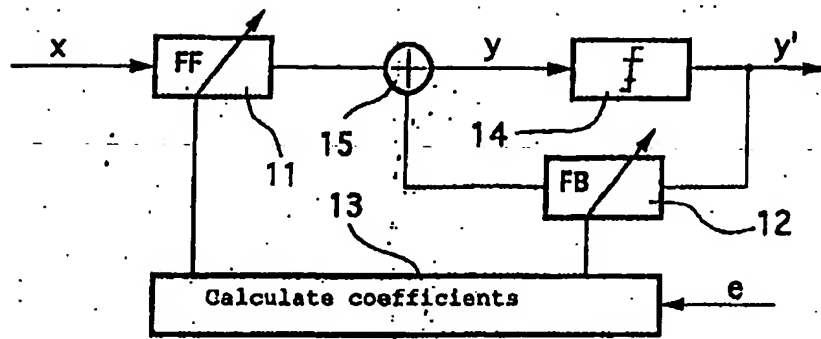 x
FF
y
y'
15
14
11
FB
13
12
Calculate coefficients
e